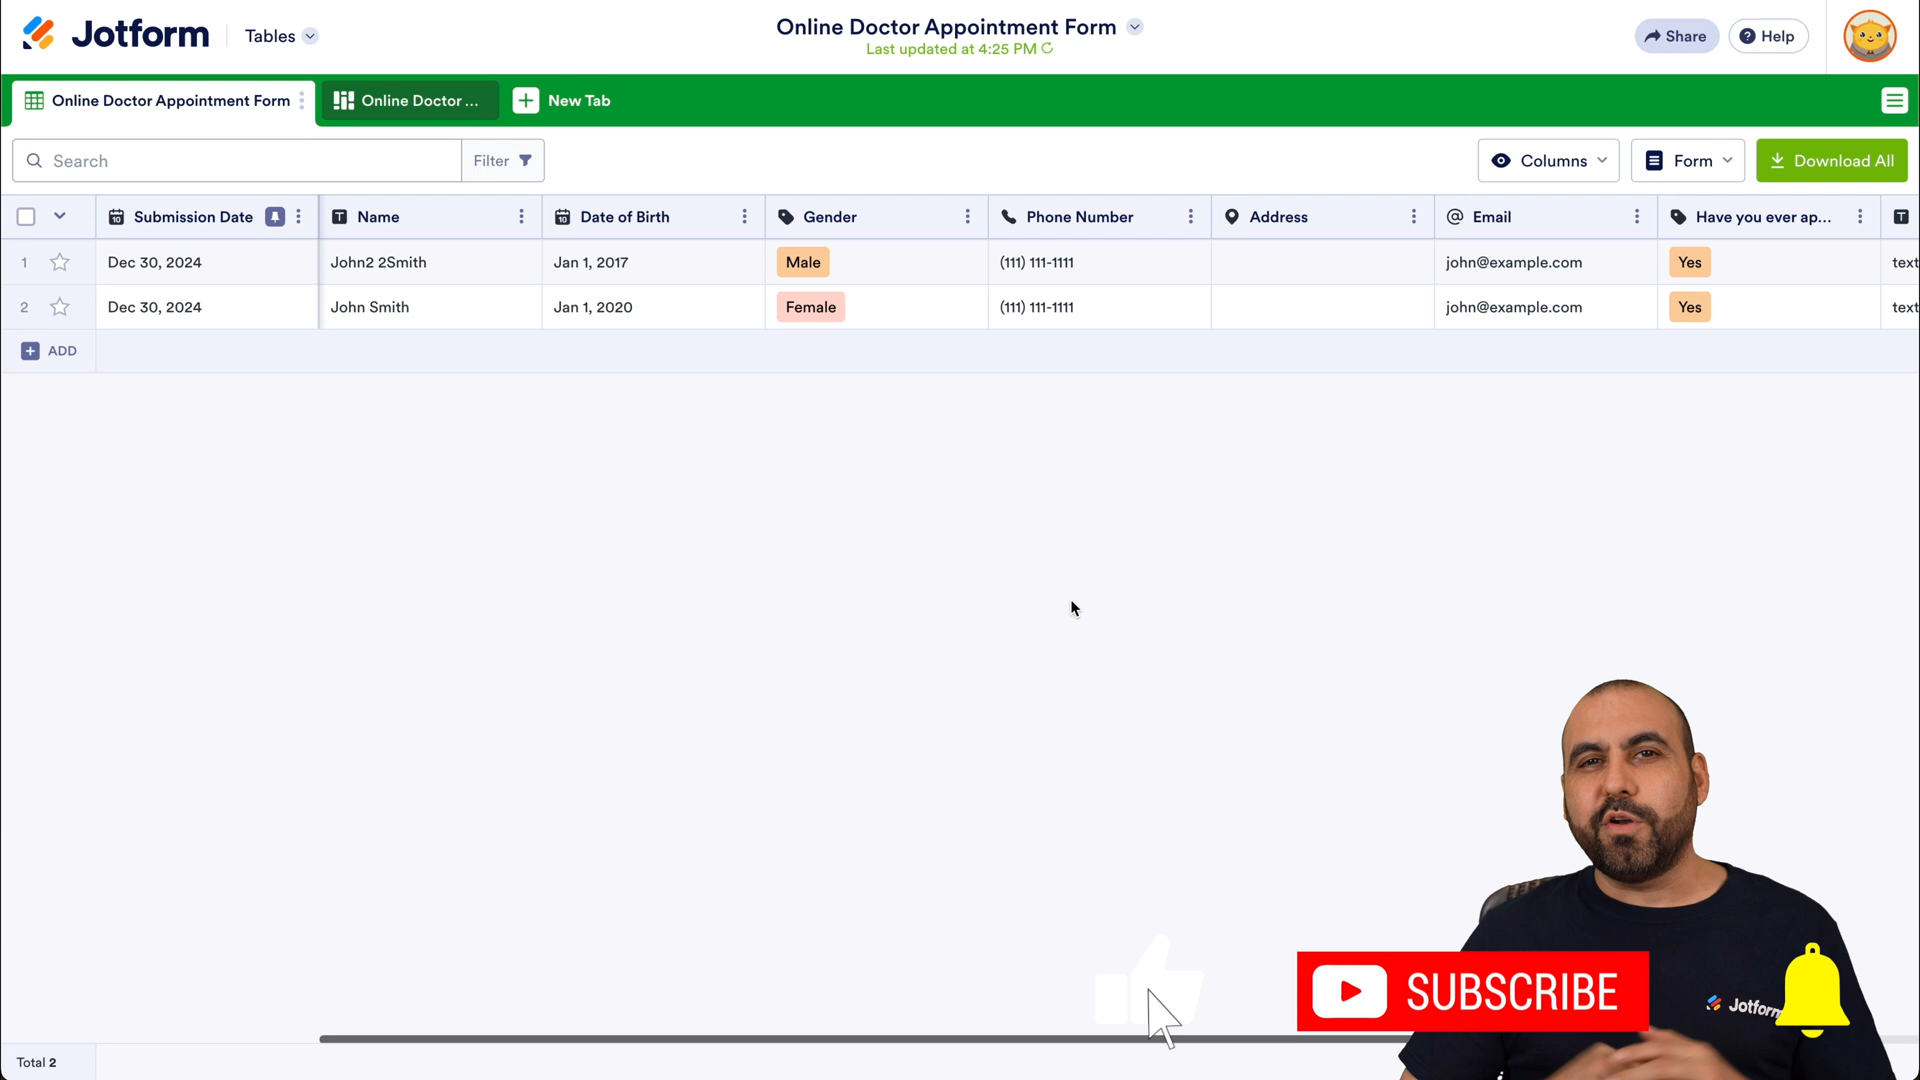 Jotform
Tables
Online Doctor Appointment Form
Last updated at 4:25 PM
Share
Help
Online Doctor Appointment Form
Online Doctor ...
New Tab
Search
Filter
Columns
Form
Download All
Submission Date
Name
Date of Birth
Gender
Phone Number
Address
Email
Have you ever ap...
1 Dec 30, 2024 John2 2Smith Jan 1, 2017 Male (111) 111-1111 john@example.com Yes text
2 Dec 30, 2024 John Smith Jan 1, 2020 Female (111) 111-1111 john@example.com Yes text
ADD
SUBSCRIBE
Jotform
Total 2